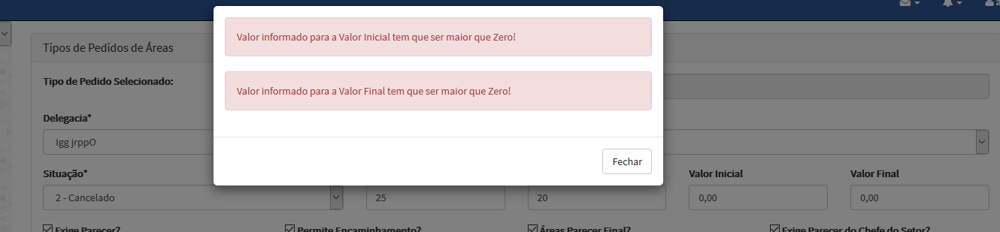 Valor informado para a Valor Inicial tem que ser maior que Zero!
Valor informado para a Valor Final tem que ser maior que Zero!
Fechar
Tipos de Pedidos de Áreas
Tipo de Pedido Selecionado:
Delegacia*
Igg jrppO
Situação*
Valor Inicial
Valor Final
2 - Cancelado
25
20
0,00
0,00
Exige Parecer?
Permite Encaminhamento?
Áreas Parecer Final?
Exige Parecer do Chefe do Setor?